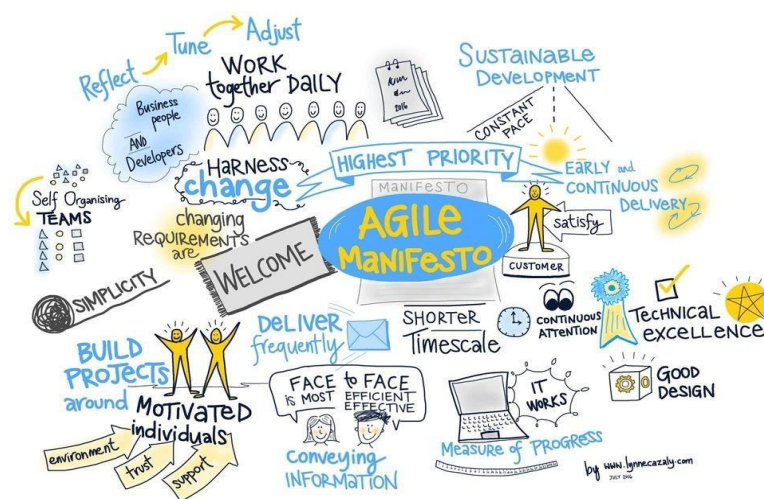 Reflect
Tune
Adjust
WORK
together DAILY
Business
people
AND
Developers
2016
SUSTAINABLE
DEVELOPMENT
CONSTANT
PACE
HARNESS
change
HIGHEST PRIORITY
EARLY and
CONTINUOUS
DELIVERY
MANIFESTO
AGILE
MANIFESTO
satisfy
CUSTOMER
Self Organising
TEAMS
changing
REQUIREMENTS
are
WELCOME
SIMPLICITY
DELIVER
frequently
SHORTER
Timescale
CONTINUOUS
ATTENTION
TECHNICAL
EXCELLENCE
BUILD
PROJECTS
around
MOTIVATED
individuals
environment
trust
support
FACE to FACE
is MOST EFFICIENT
EFFECTIVE
conveying
INFORMATION
IT
WORKS
Measure of PROGRESS
GOOD
DESIGN
by www.lynnecazaly.com
JULY 2016